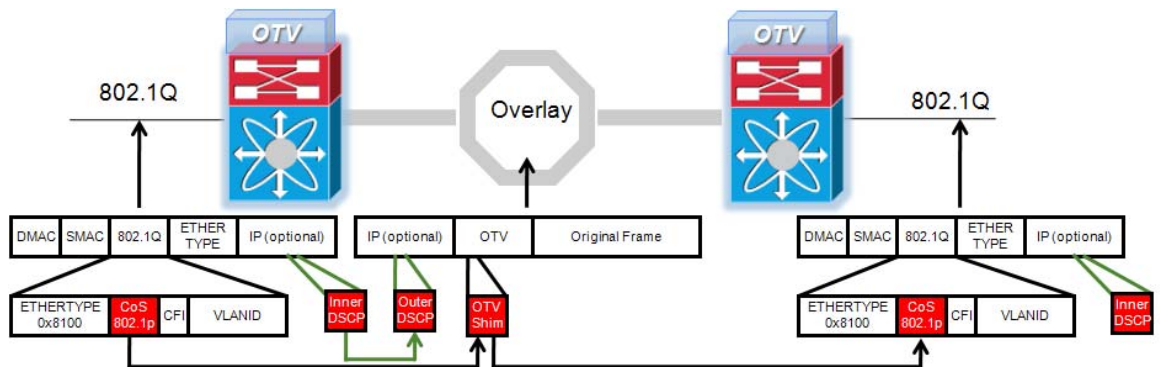 OTV
OTV
802.1Q
Overlay
802.1Q
DMAC
SMAC
802.1Q
ETHER
TYPE
IP (optional)
IP (optional)
OTV
Original Frame
DMAC
SMAC
802.1Q
ETHER
TYPE
IP (optional)
ETHERTYPE
0x8100
CoS
802.1p
CFI
VLANID
Inner
DSCP
Outer
DSCP
OTV
Shim
ETHERTYPE
0x8100
CoS
802.1p
CFI
VLANID
Inner
DSCP